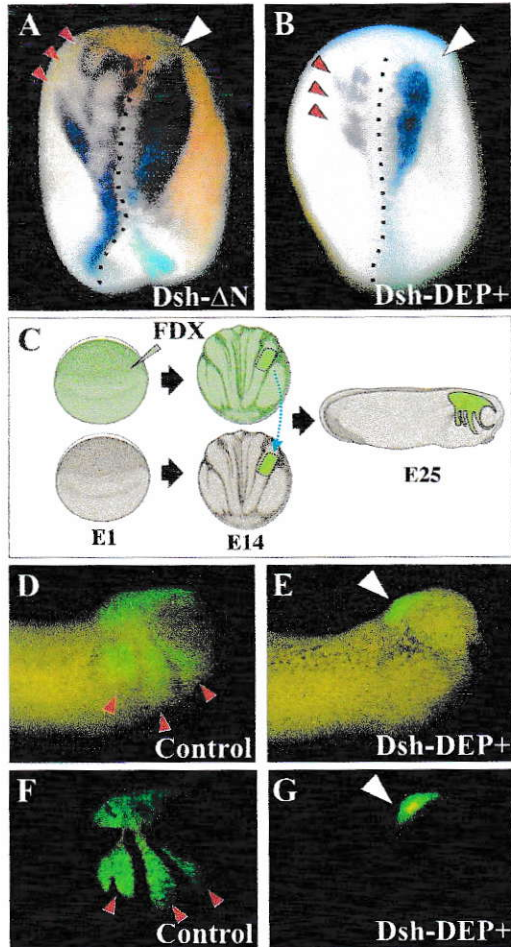 A
B
Dsh-ΔN
Dsh-DEP+
C
FDX
E1
E14
E25
D
E
Control
Dsh-DEP+
F
G
Control
Dsh-DEP+